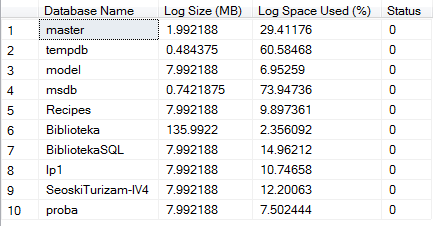 Database Name Log Size (MB) Log Space Used (%) Status
1 master 1.992188 29.41176 0
2 tempdb 0.484375 60.58468 0
3 model 7.992188 6.95259 0
4 msdb 0.7421875 73.94736 0
5 Recipes 7.992188 9.897361 0
6 Biblioteka 135.9922 2.356092 0
7 BibliotekaSQL 7.992188 14.96212 0
8 lp1 7.992188 10.74658 0
9 SeoskiTurizam-IV4 7.992188 12.20063 0
10 proba 7.992188 7.502444 0